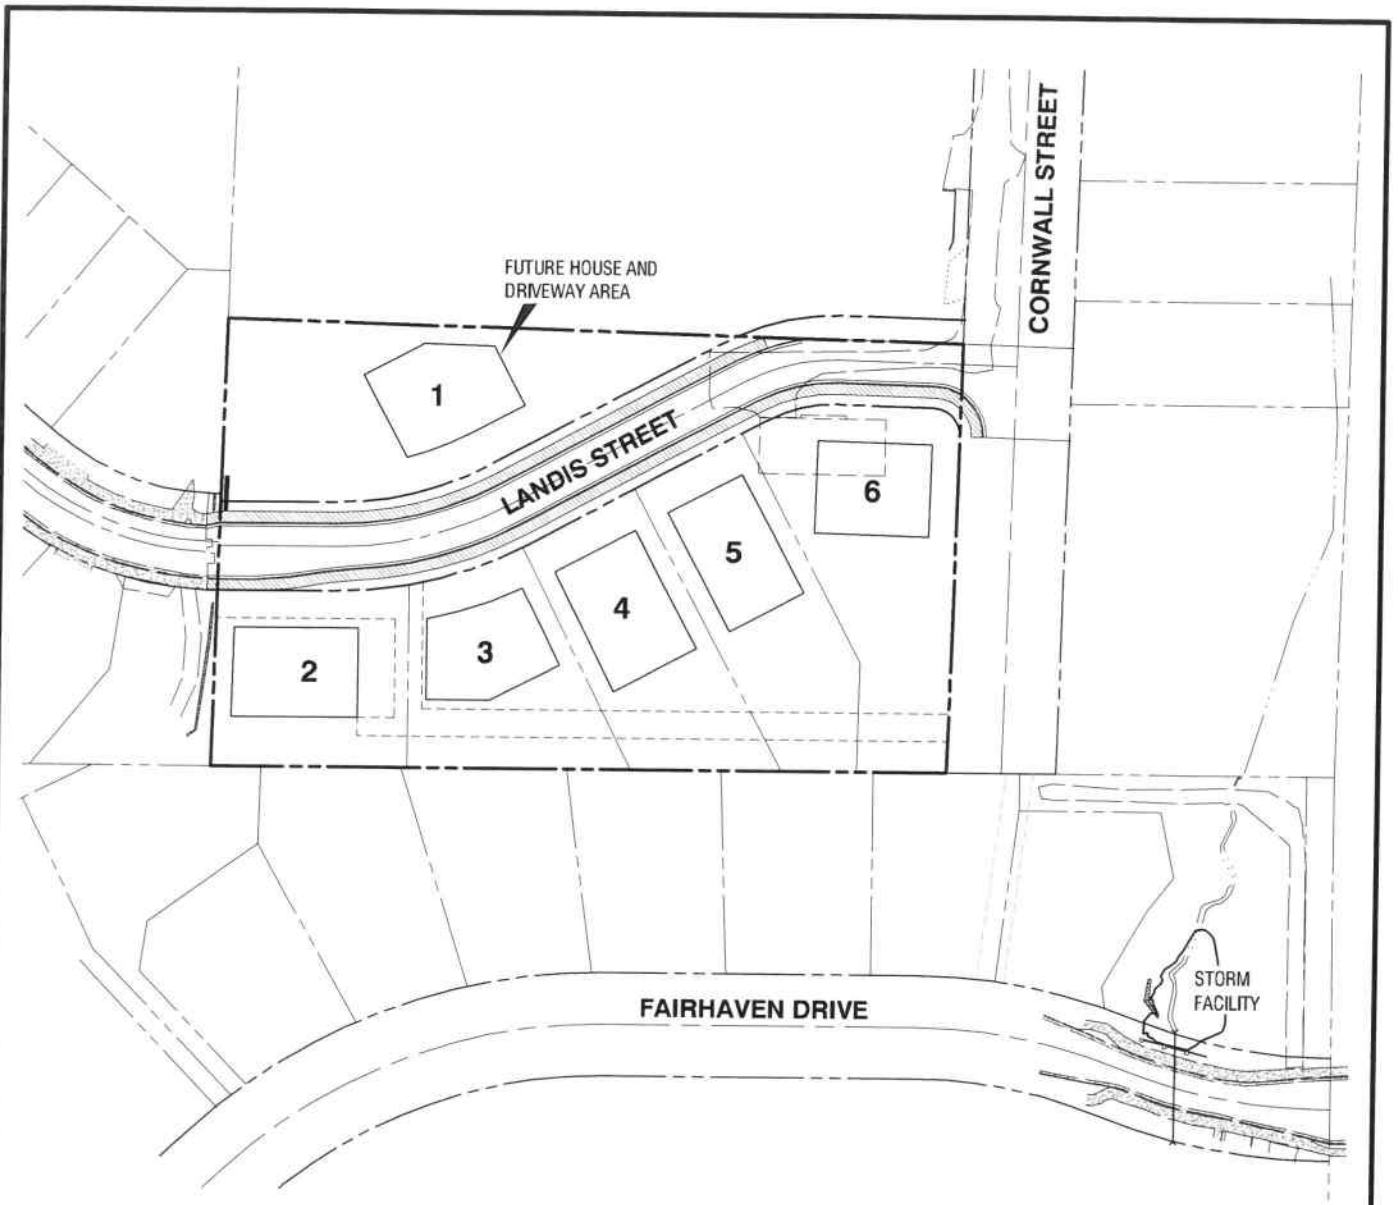 CORNWALL STREET
FUTURE HOUSE AND
DRIVEWAY AREA
1
LANDIS STREET
6
5
4
3
2
FAIRHAVEN DRIVE
STORM
FACILITY